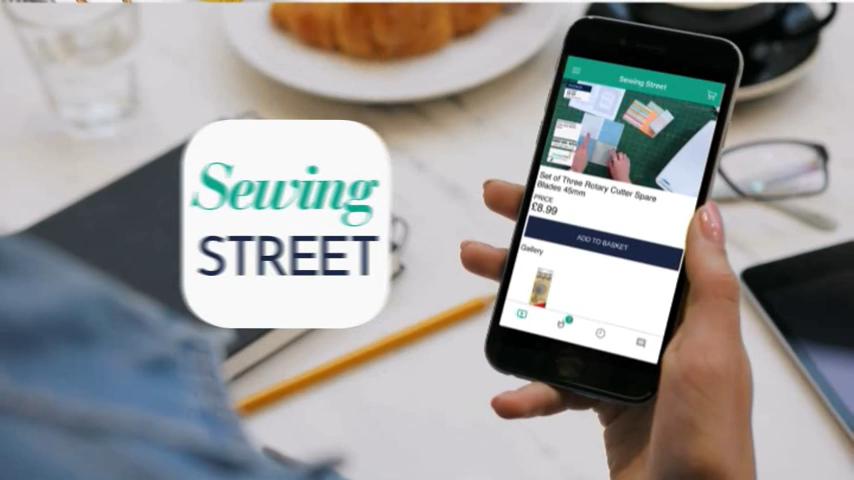 Sewing
STREET
Sewing Street
Set of Three Rotary Cutter Spare
Blades 45mm
PRICE
£8.99
ADD TO BASKET
Gallery